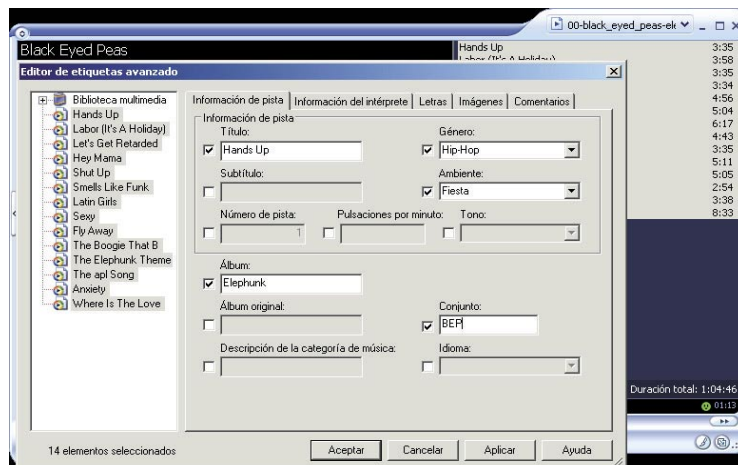 00-black_eyed_peas-ele
Black Eyed Peas
Hands Up 3:35
Labor (It's A Holiday) 3:58
3:35
3:34
4:56
5:04
6:17
4:43
3:35
5:11
5:05
2:54
3:38
8:33
Editor de etiquetas avanzado
Biblioteca multimedia
Hands Up
Labor (It's A Holiday)
Let's Get Retarded
Hey Mama
Shut Up
Smells Like Funk
Latin Girls
Sexy
Fly Away
The Boogie That B
The Elephunk Theme
The apl Song
Anxiety
Where Is The Love
Información de pista Información del intérprete Letras Imágenes Comentarios
Información de pista
Título: Género:
Hands Up Hip-Hop
Subtítulo: Ambiente:
Fiesta
Número de pista: Pulsaciones por minuto: Tono:
1
Álbum:
Elephunk
Álbum original: Conjunto:
BEP
Descripción de la categoría de música: Idioma:
Duración total: 1:04:46
01:13
14 elementos seleccionados Aceptar Cancelar Aplicar Ayuda